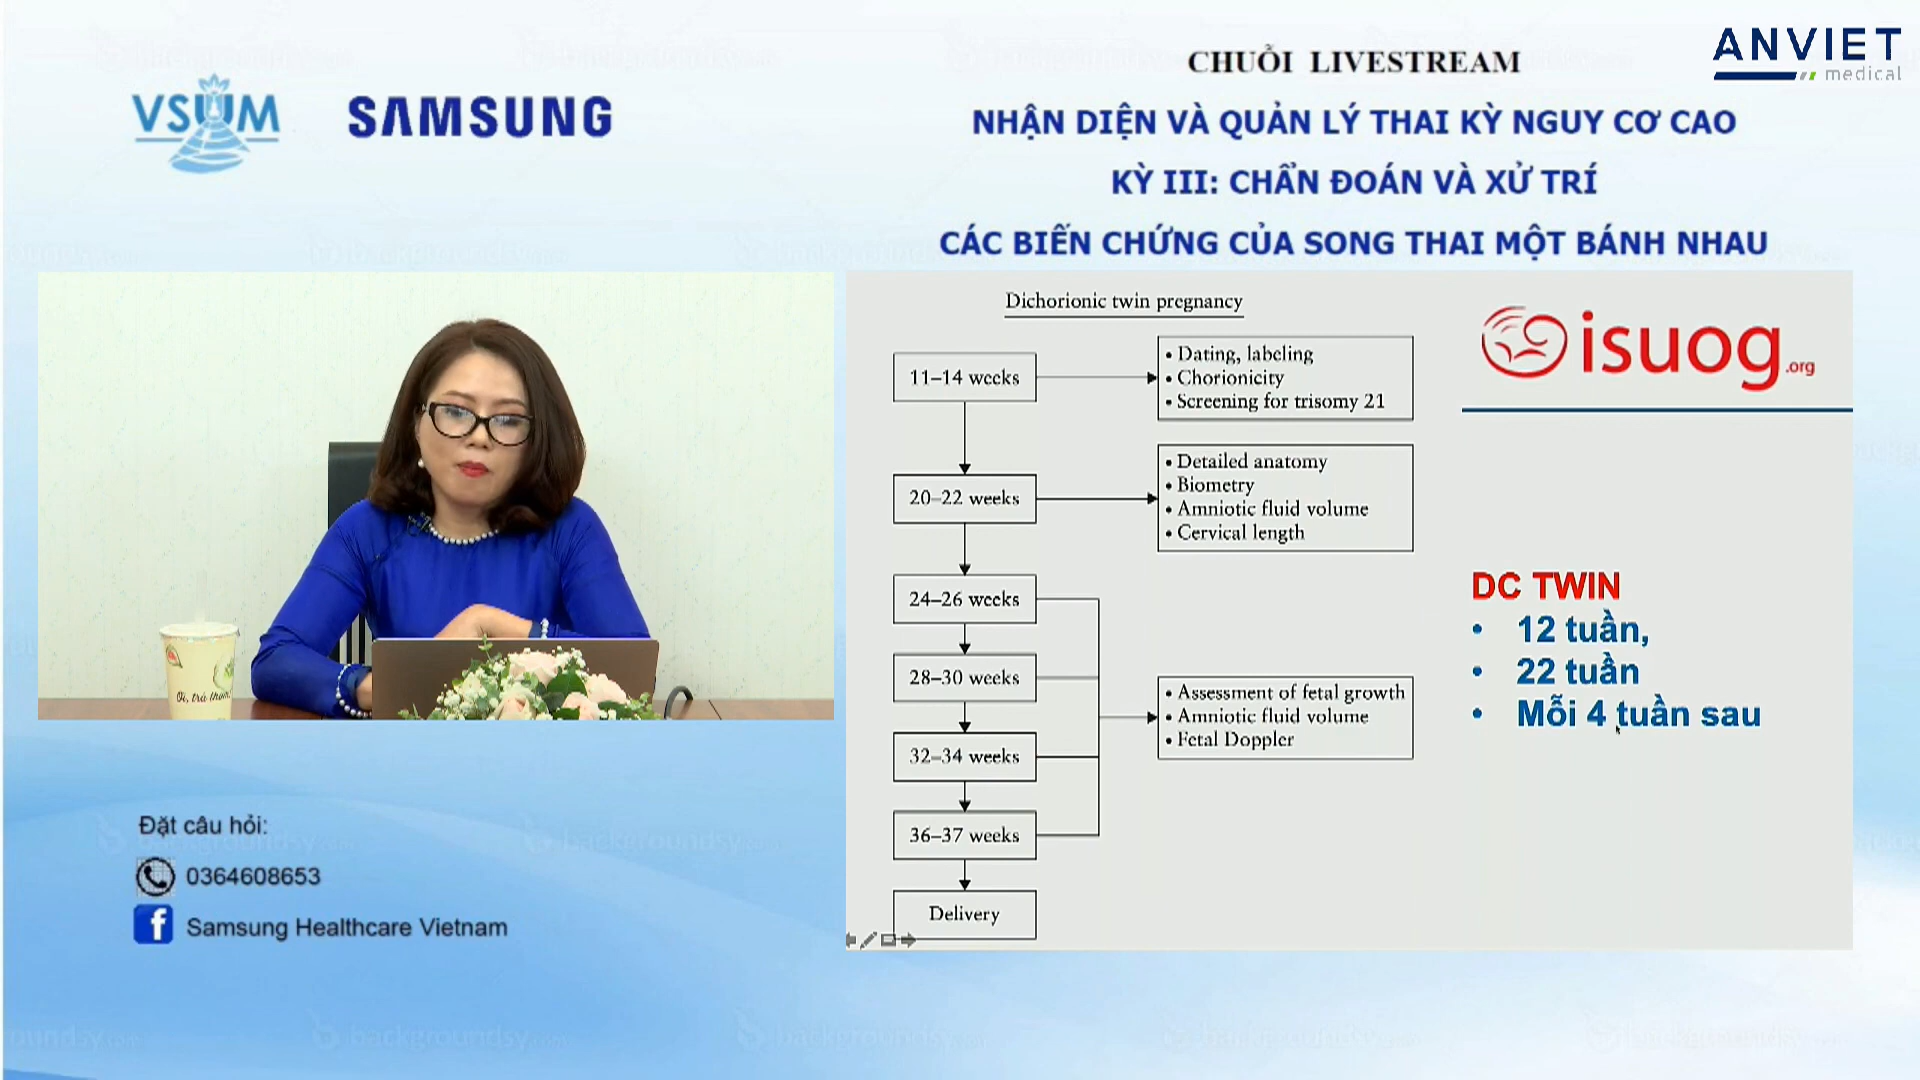 ANVIET
medical
VSUM
SAMSUNG
CHUỖI LIVESTREAM
NHẬN DIỆN VÀ QUẢN LÝ THAI KỲ NGUY CƠ CAO
KỲ III: CHẨN ĐOÁN VÀ XỬ TRÍ
CÁC BIẾN CHỨNG CỦA SONG THAI MỘT BÁNH NHAU
Dichorionic twin pregnancy
11–14 weeks
• Dating, labeling
• Chorionicity
• Screening for trisomy 21
20–22 weeks
• Detailed anatomy
• Biometry
• Amniotic fluid volume
• Cervical length
24–26 weeks
28–30 weeks
32–34 weeks
36–37 weeks
• Assessment of fetal growth
• Amniotic fluid volume
• Fetal Doppler
Delivery
isuog.org
DC TWIN
• 12 tuần,
• 22 tuần
• Mỗi 4 tuần sau
Đặt câu hỏi:
0364608653
Samsung Healthcare Vietnam